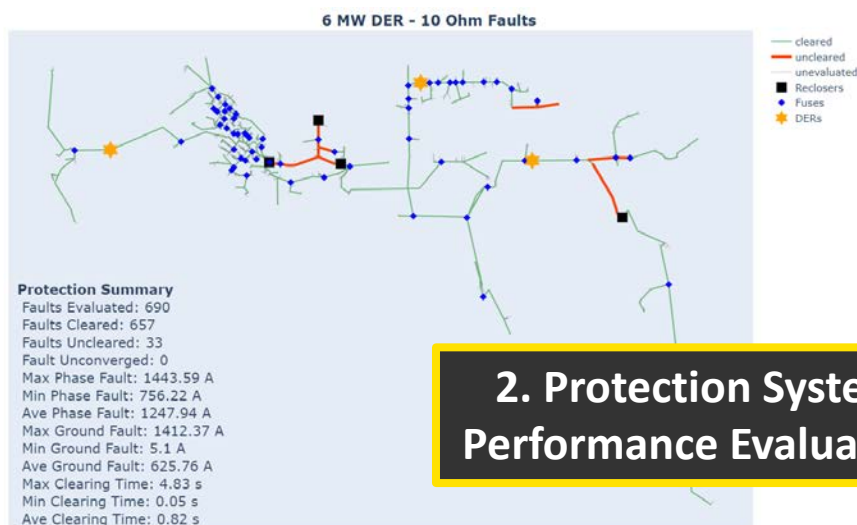 6 MW DER - 10 Ohm Faults
cleared
uncleared
unevaluated
Reclosers
Fuses
DERs
Protection Summary
Faults Evaluated: 690
Faults Cleared: 657
Faults Uncleared: 33
Fault Unconverged: 0
Max Phase Fault: 1443.59 A
Min Phase Fault: 756.22 A
Ave Phase Fault: 1247.94 A
Max Ground Fault: 1412.37 A
Min Ground Fault: 5.1 A
Ave Ground Fault: 625.76 A
Max Clearing Time: 4.83 s
Min Clearing Time: 0.05 s
Ave Clearing Time: 0.82 s
2. Protection Syste
Performance Evalua